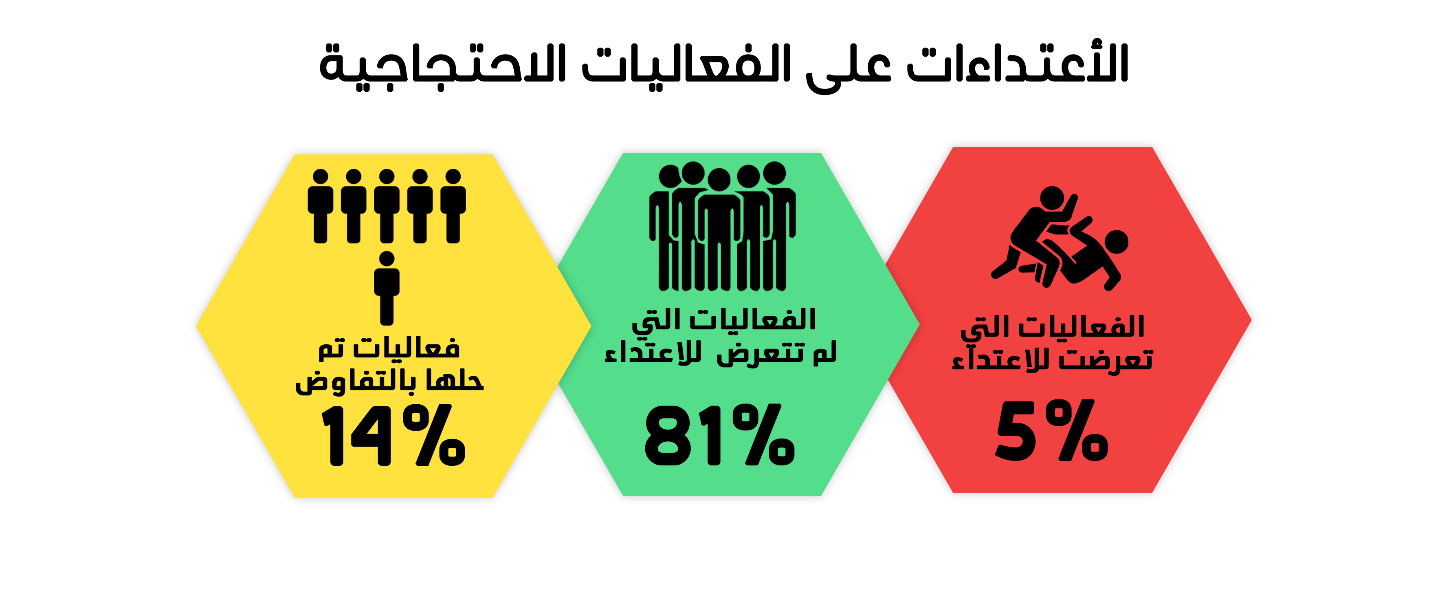 الأعتداءات على الفعاليات الاحتجاجية
الفعاليات التي
تعرضت للاعتداء
5%
الفعاليات التي
لم تتعرض للاعتداء
81%
فعاليات تم
حلها بالتفاوض
14%